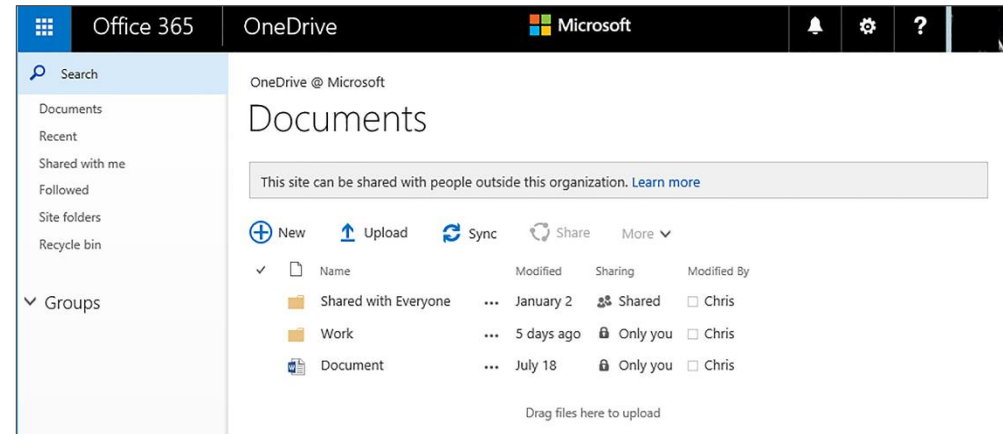 Office 365 OneDrive Microsoft ?
Search
Documents
Recent
Shared with me
Followed
Site folders
Recycle bin
Groups
OneDrive @ Microsoft
Documents
This site can be shared with people outside this organization. Learn more
New Upload Sync Share More
Name Modified Sharing Modified By
Shared with Everyone ... January 2 Shared Chris
Work ... 5 days ago Only you Chris
Document ... July 18 Only you Chris
Drag files here to upload